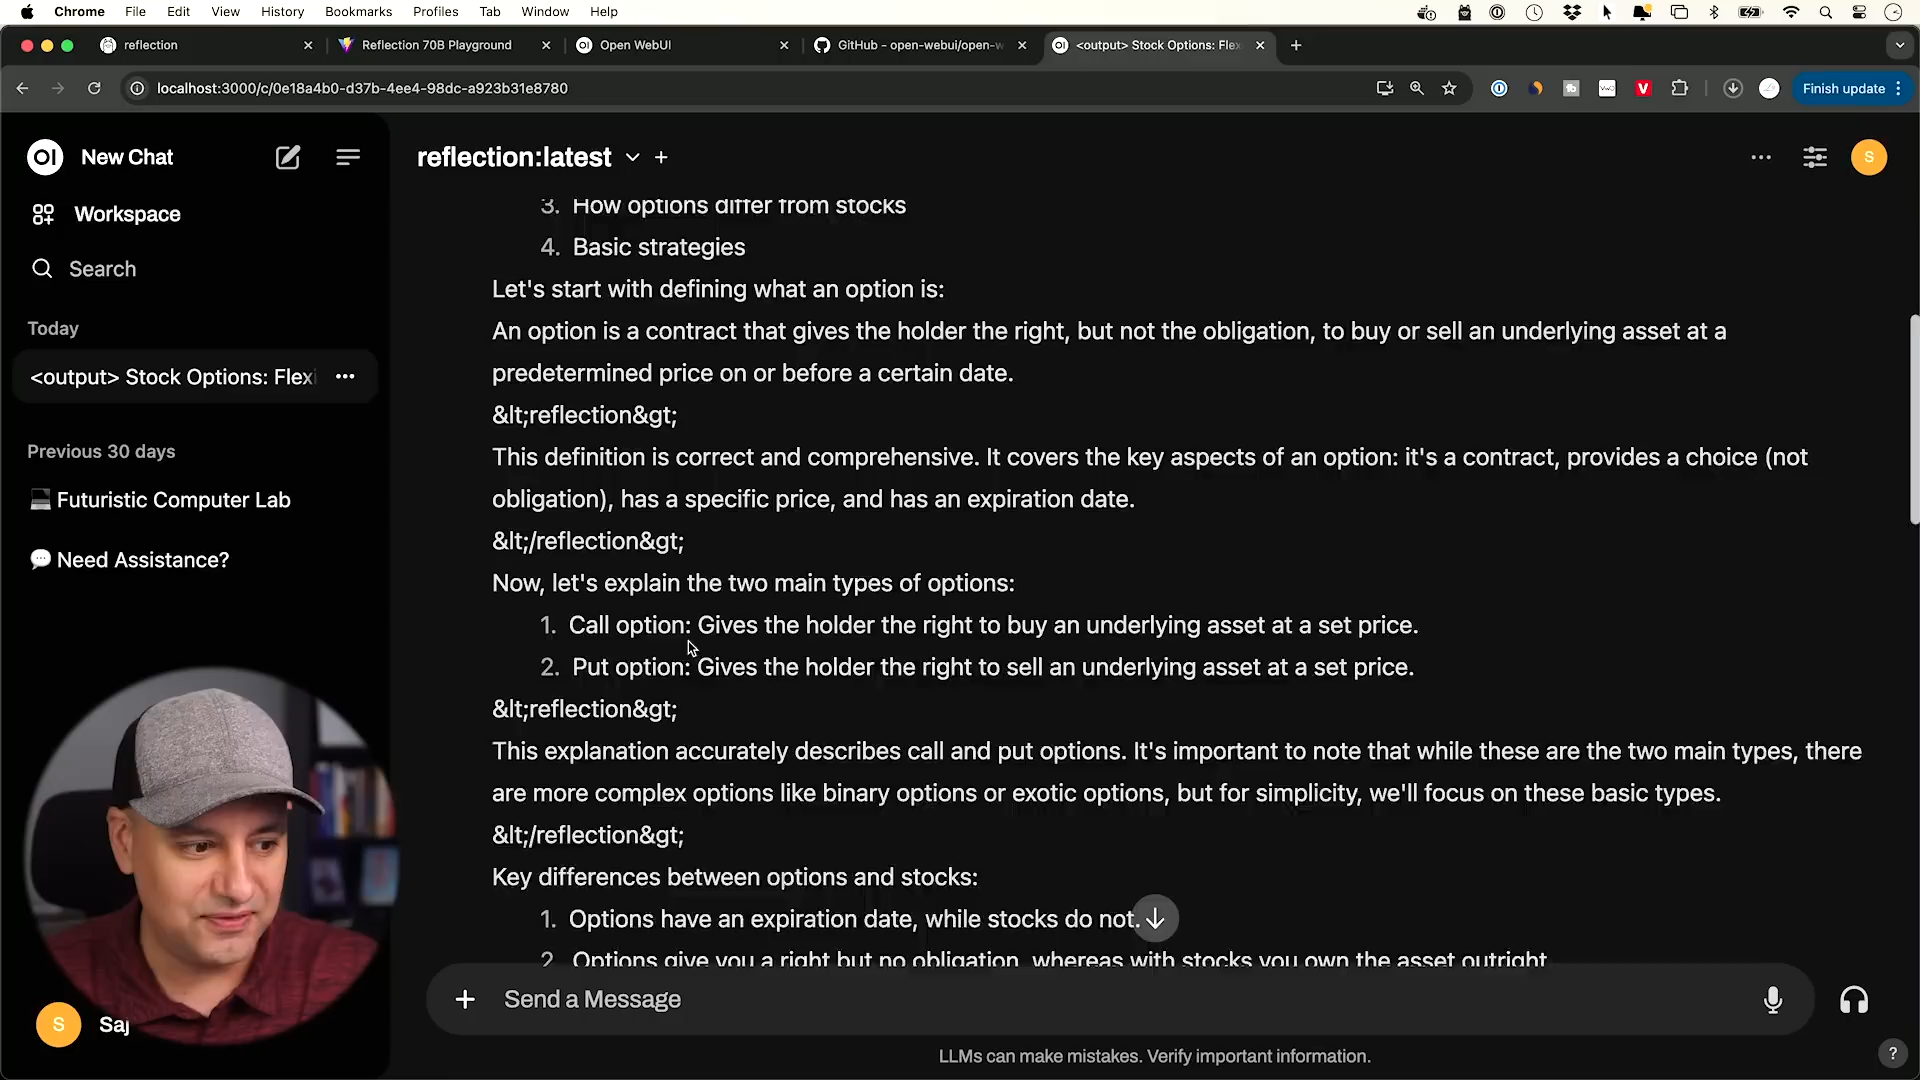 Chrome File Edit View History Bookmarks Profiles Tab Window Help
reflection
Reflection 70B Playground
Open WebUI
GitHub - open-webui/open-w
<output> Stock Options: Flex
localhost:3000/c/0e18a4b0-d37b-4ee4-98dc-a923b31e8780
Finish update
OI New Chat
Workspace
Search
Today
<output> Stock Options: Flexi
Previous 30 days
Futuristic Computer Lab
Need Assistance?
S Saj
reflection:latest
S
3. How options differ from stocks
4. Basic strategies
Let's start with defining what an option is:
An option is a contract that gives the holder the right, but not the obligation, to buy or sell an underlying asset at a
predetermined price on or before a certain date.
&lt;reflection&gt;
This definition is correct and comprehensive. It covers the key aspects of an option: it's a contract, provides a choice (not
obligation), has a specific price, and has an expiration date.
&lt;/reflection&gt;
Now, let's explain the two main types of options:
1. Call option: Gives the holder the right to buy an underlying asset at a set price.
2. Put option: Gives the holder the right to sell an underlying asset at a set price.
&lt;reflection&gt;
This explanation accurately describes call and put options. It's important to note that while these are the two main types, there
are more complex options like binary options or exotic options, but for simplicity, we'll focus on these basic types.
&lt;/reflection&gt;
Key differences between options and stocks:
1. Options have an expiration date, while stocks do not.
2. Options give you a right but no obligation, whereas with stocks you own the asset outright
Send a Message
LLMs can make mistakes. Verify important information.
?